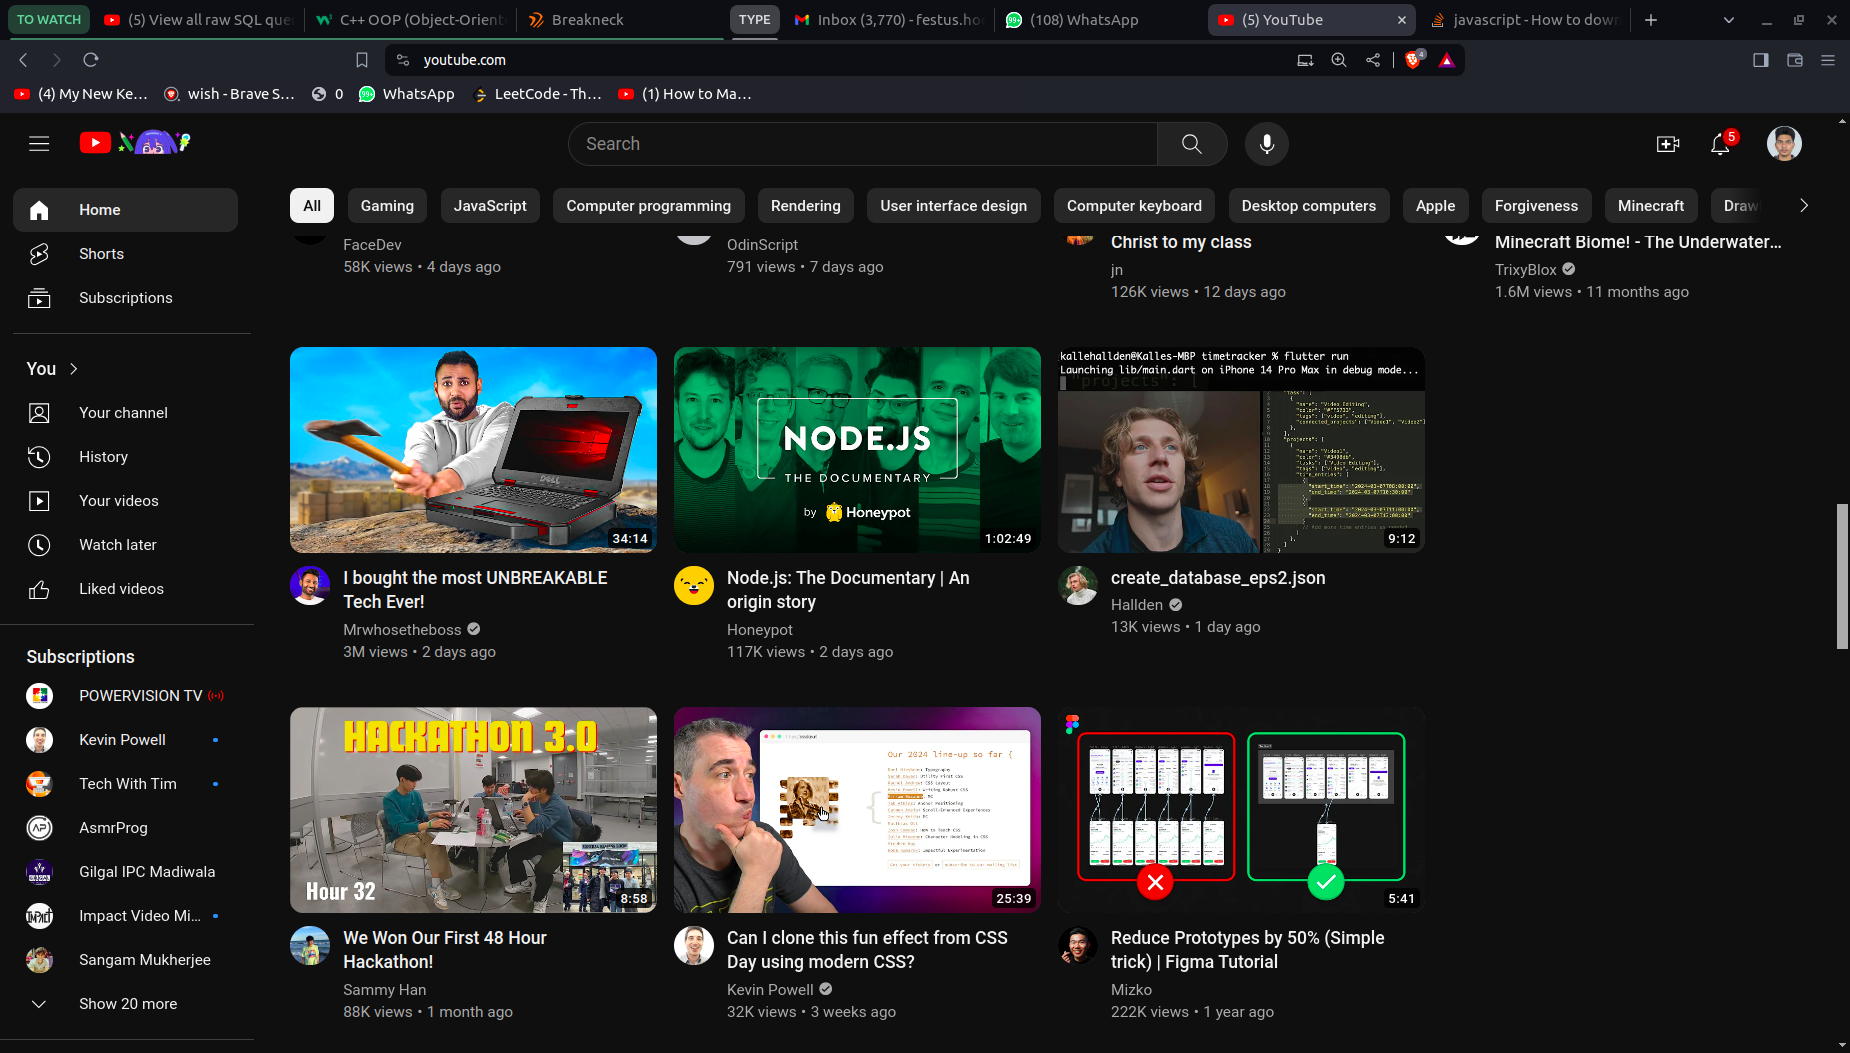 TO WATCH
(5) View all raw SQL que
C++ OOP (Object-Orient
Breakneck
TYPE
Inbox (3,770) - festus.ho
(108) WhatsApp
(5) YouTube
javascript - How to down
youtube.com
4
(4) My New Ke...
wish - Brave S...
0
WhatsApp
LeetCode - Th...
(1) How to Ma...
Search
5
Home
Shorts
Subscriptions
You
Your channel
History
Your videos
Watch later
Liked videos
Subscriptions
POWERVISION TV
Kevin Powell
Tech With Tim
AsmrProg
Gilgal IPC Madiwala
Impact Video Mi...
Sangam Mukherjee
Show 20 more
All
Gaming
JavaScript
Computer programming
Rendering
User interface design
Computer keyboard
Desktop computers
Apple
Forgiveness
Minecraft
Draw
FaceDev
58K views • 4 days ago
OdinScript
791 views • 7 days ago
Christ to my class
jn
126K views • 12 days ago
Minecraft Biome! - The Underwater...
TrixyBlox
1.6M views • 11 months ago
DELL
34:14
I bought the most UNBREAKABLE
Tech Ever!
Mrwhosetheboss
3M views • 2 days ago
NODE.JS
THE DOCUMENTARY
by Honeypot
1:02:49
Node.js: The Documentary | An
origin story
Honeypot
117K views • 2 days ago
kallehallden@Kalles-MBP timetracker % flutter run
Launching lib/main.dart on iPhone 14 Pro Max in debug mode...
"projects": [
9:12
create_database_eps2.json
Hallden
13K views • 1 day ago
HACKATHON 3.0
Hour 32
8:58
We Won Our First 48 Hour
Hackathon!
Sammy Han
88K views • 1 month ago
Our 2024 line-up so far {
25:39
Can I clone this fun effect from CSS
Day using modern CSS?
Kevin Powell
32K views • 3 weeks ago
5:41
Reduce Prototypes by 50% (Simple
trick) | Figma Tutorial
Mizko
222K views • 1 year ago